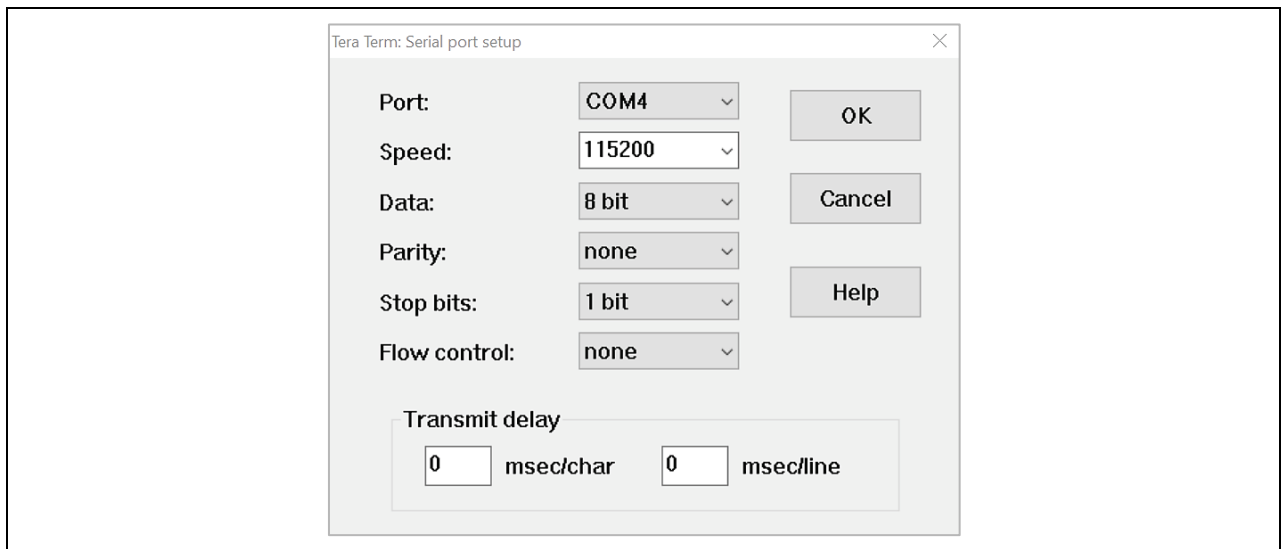 Tera Term: Serial port setup
Port: COM4
OK
Speed: 115200
Data: 8 bit
Cancel
Parity: none
Stop bits: 1 bit
Help
Flow control: none
Transmit delay
0 msec/char 0 msec/line